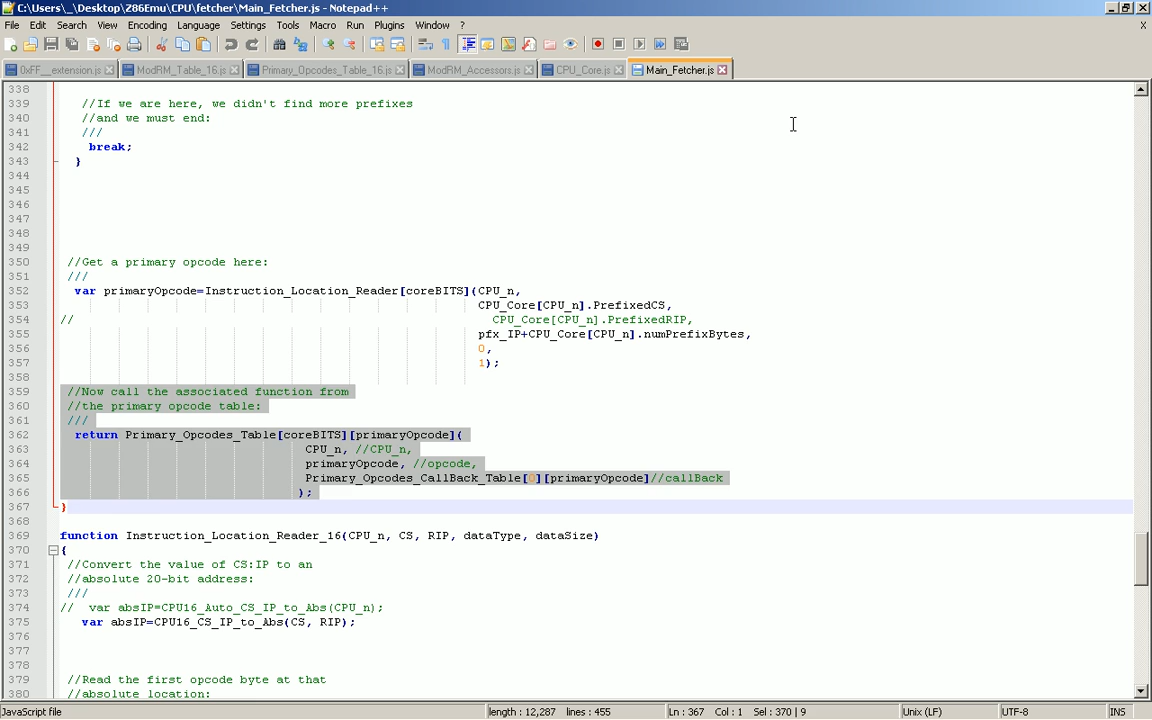 C:\Users\_\Desktop\286Emu\CPU\fetcher\Main_Fetcher.js - Notepad++
File Edit Search View Encoding Language Settings Tools Macro Run Plugins Window ?
X
0xFF__extension.js ModRM_Table_16.js Primary_Opcodes_Table_16.js ModRM_Accessors.js CPU_Core.js Main_Fetcher.js
338
339 //If we are here, we didn't find more prefixes
340 //and we must end:
341 ///
342 break;
343 }
344
345
346
347
348
349
350 //Get a primary opcode here:
351 ///
352 var primaryOpcode=Instruction_Location_Reader[coreBITS](CPU_n,
353 CPU_Core[CPU_n].PrefixedCS,
354 // CPU_Core[CPU_n].PrefixedRIP,
355 pfx_IP+CPU_Core[CPU_n].numPrefixBytes,
356 0,
357 1);
358
359 //Now call the associated function from
360 //the primary opcode table:
361 ///
362 return Primary_Opcodes_Table[coreBITS][primaryOpcode](
363 CPU_n, //CPU_n,
364 primaryOpcode, //opcode,
365 Primary_Opcodes_CallBack_Table[0][primaryOpcode]//callBack
366 );
367 }
368
369 function Instruction_Location_Reader_16(CPU_n, CS, RIP, dataType, dataSize)
370 {
371 //Convert the value of CS:IP to an
372 //absolute 20-bit address:
373 ///
374 // var absIP=CPU16_Auto_CS_IP_to_Abs(CPU_n);
375 var absIP=CPU16_CS_IP_to_Abs(CS, RIP);
376
377
378
379 //Read the first opcode byte at that
380 //absolute location:
JavaScript file length : 12,287 lines : 455 Ln : 367 Col : 1 Sel : 370 | 9 Unix (LF) UTF-8 INS